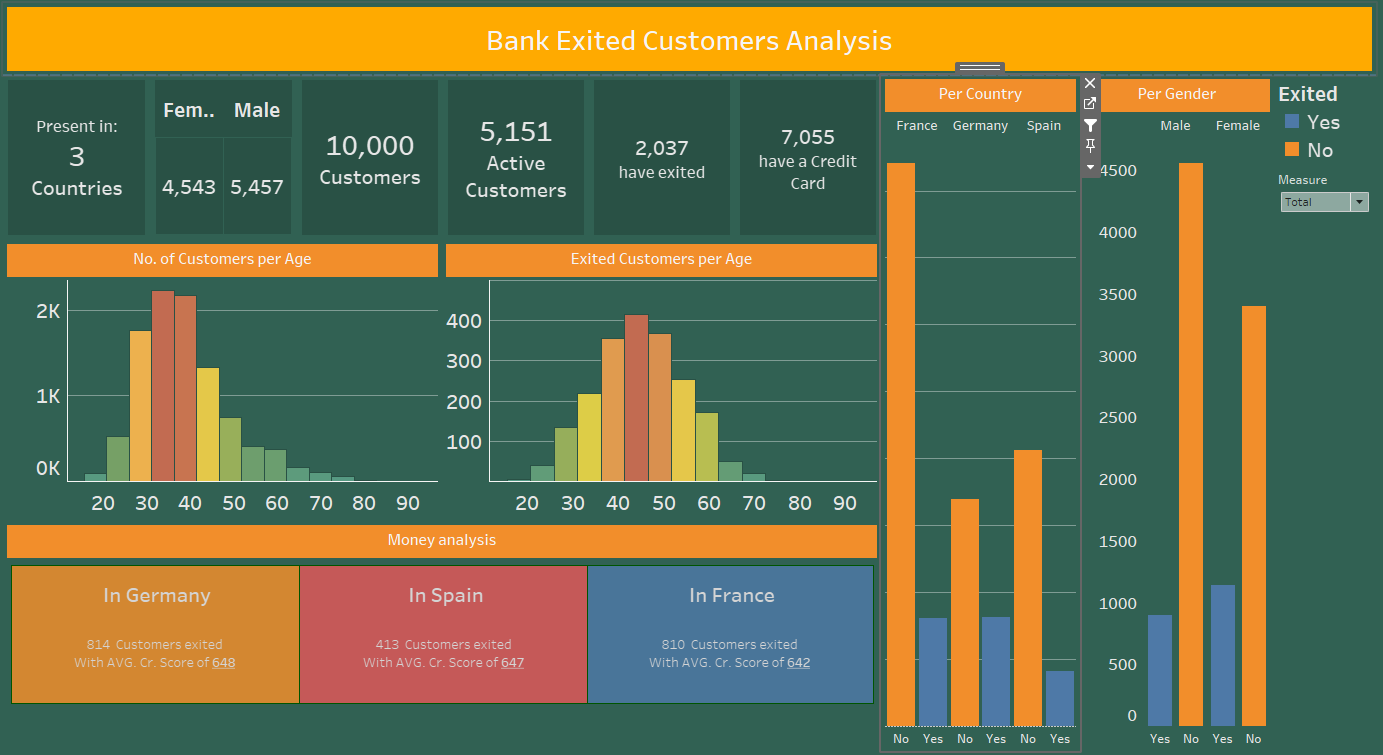 Bank Exited Customers Analysis
Present in:
3
Countries
Fem.. Male
4,543 5,457
10,000
Customers
5,151
Active
Customers
2,037
have exited
7,055
have a Credit
Card
No. of Customers per Age
2K
1K
0K
20 30 40 50 60 70 80 90
Exited Customers per Age
400
300
200
100
20 30 40 50 60 70 80 90
Money analysis
In Germany
814 Customers exited
With AVG. Cr. Score of 648
In Spain
413 Customers exited
With AVG. Cr. Score of 647
In France
810 Customers exited
With AVG. Cr. Score of 642
Per Country
France Germany Spain
No Yes No Yes No Yes
Per Gender
Male Female
4500
4000
3500
3000
2500
2000
1500
1000
500
0
Yes No Yes No
Exited
Yes
No
Measure
Total